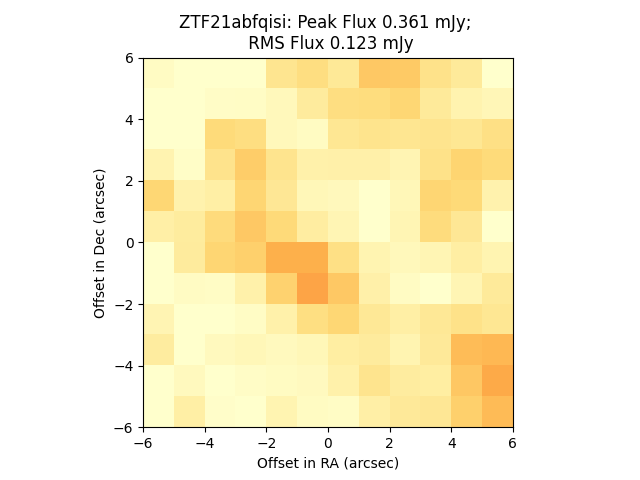 ZTF21abfqisi: Peak Flux 0.361 mJy;
RMS Flux 0.123 mJy
6
4
2
0
−2
−4
−6
Offset in Dec (arcsec)
−6 −4 −2 0 2 4 6
Offset in RA (arcsec)